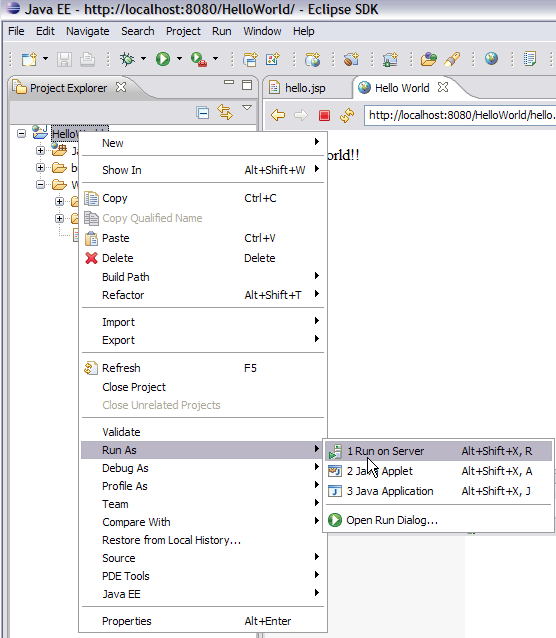 Java EE - http://localhost:8080/HelloWorld/ - Eclipse SDK
File Edit Navigate Search Project Run Window Help
Project Explorer
hello.jsp Hello World
http://localhost:8080/HelloWorld/hello.
HelloWorld
orld!!
New
Show In Alt+Shift+W
Copy Ctrl+C
Copy Qualified Name
Paste Ctrl+V
Delete Delete
Build Path
Refactor Alt+Shift+T
Import
Export
Refresh F5
Close Project
Close Unrelated Projects
Validate
Run As
1 Run on Server Alt+Shift+X, R
Debug As
2 Java Applet Alt+Shift+X, A
Profile As
3 Java Application Alt+Shift+X, J
Team
Compare With
Open Run Dialog...
Restore from Local History...
Source
PDE Tools
Java EE
Properties Alt+Enter